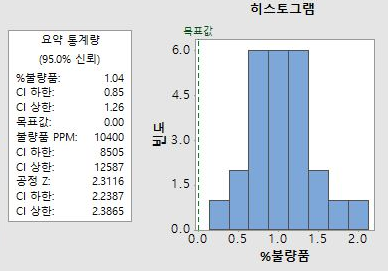 요약 통계량
(95.0% 신뢰)
%불량품: 1.04
CI 하한: 0.85
CI 상한: 1.26
목표값: 0.00
불량품 PPM: 10400
CI 하한: 8505
CI 상한: 12587
공정 Z: 2.3116
CI 하한: 2.2387
CI 상한: 2.3865
히스토그램
목표값
6.0
4.5
3.0
1.5
0.0
빈도
0.0 0.5 1.0 1.5 2.0
%불량품